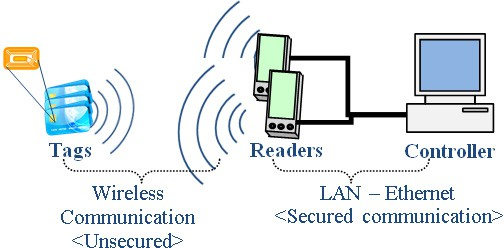 Tags Readers Controller
Wireless
Communication
<Unsecured>
LAN – Ethernet
<Secured communication>